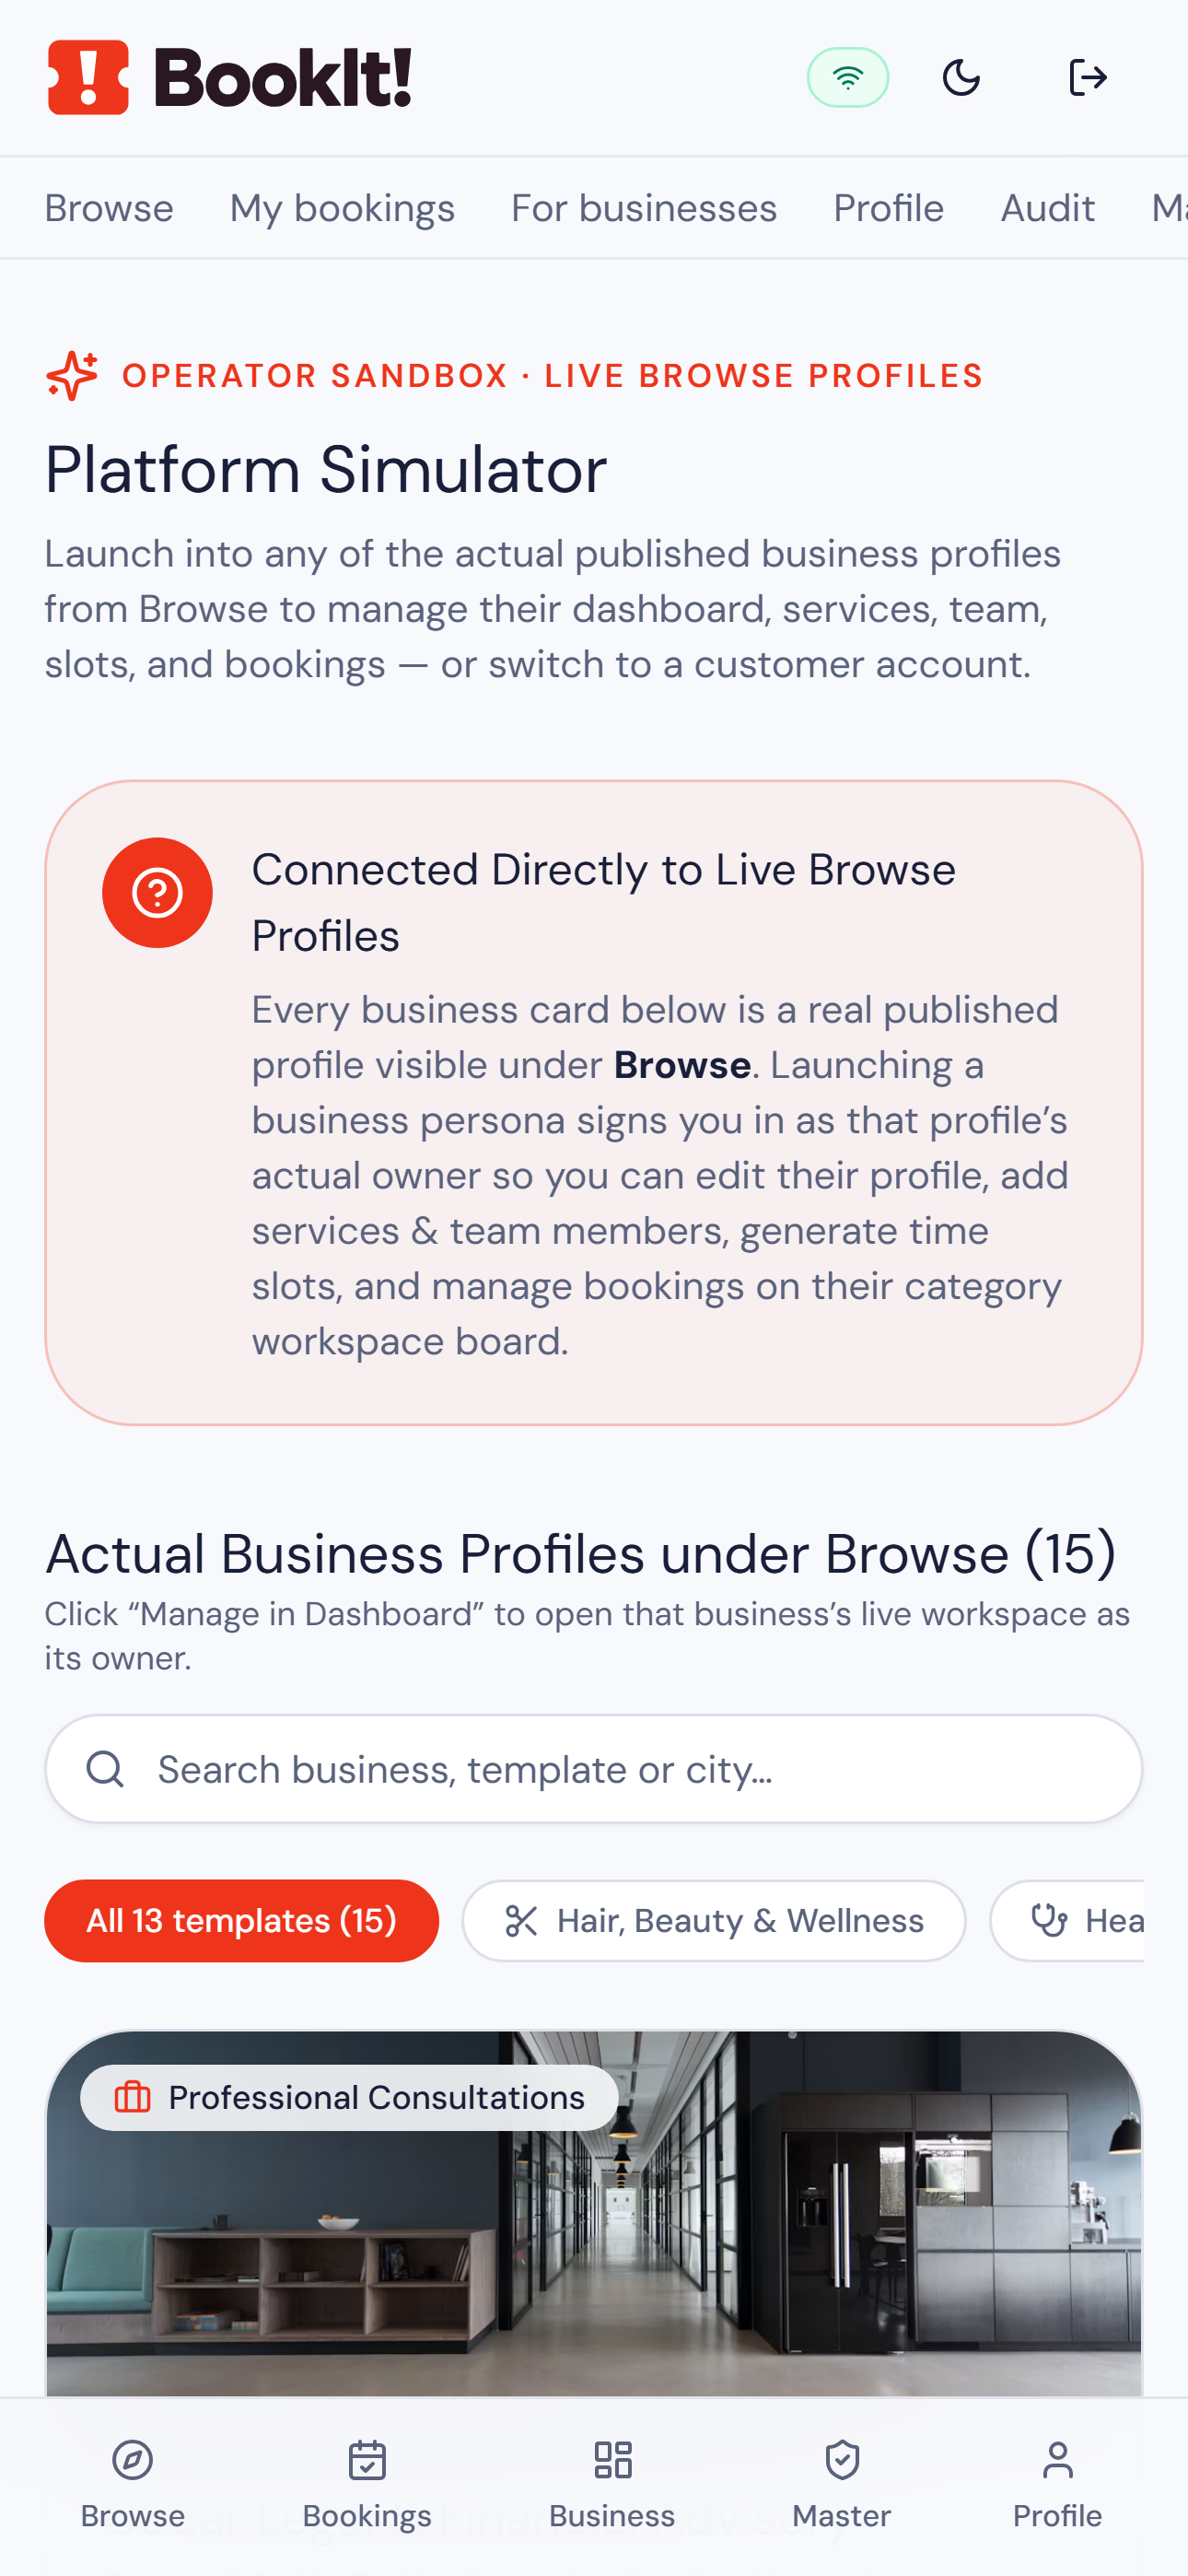 BookIt!
Browse My bookings For businesses Profile Audit
OPERATOR SANDBOX · LIVE BROWSE PROFILES
Platform Simulator
Launch into any of the actual published business profiles
from Browse to manage their dashboard, services, team,
slots, and bookings — or switch to a customer account.
Connected Directly to Live Browse
Profiles
Every business card below is a real published
profile visible under Browse. Launching a
business persona signs you in as that profile’s
actual owner so you can edit their profile, add
services & team members, generate time
slots, and manage bookings on their category
workspace board.
Actual Business Profiles under Browse (15)
Click “Manage in Dashboard” to open that business’s live workspace as
its owner.
Search business, template or city...
All 13 templates (15) Hair, Beauty & Wellness
Professional Consultations
Browse Bookings Business Master Profile